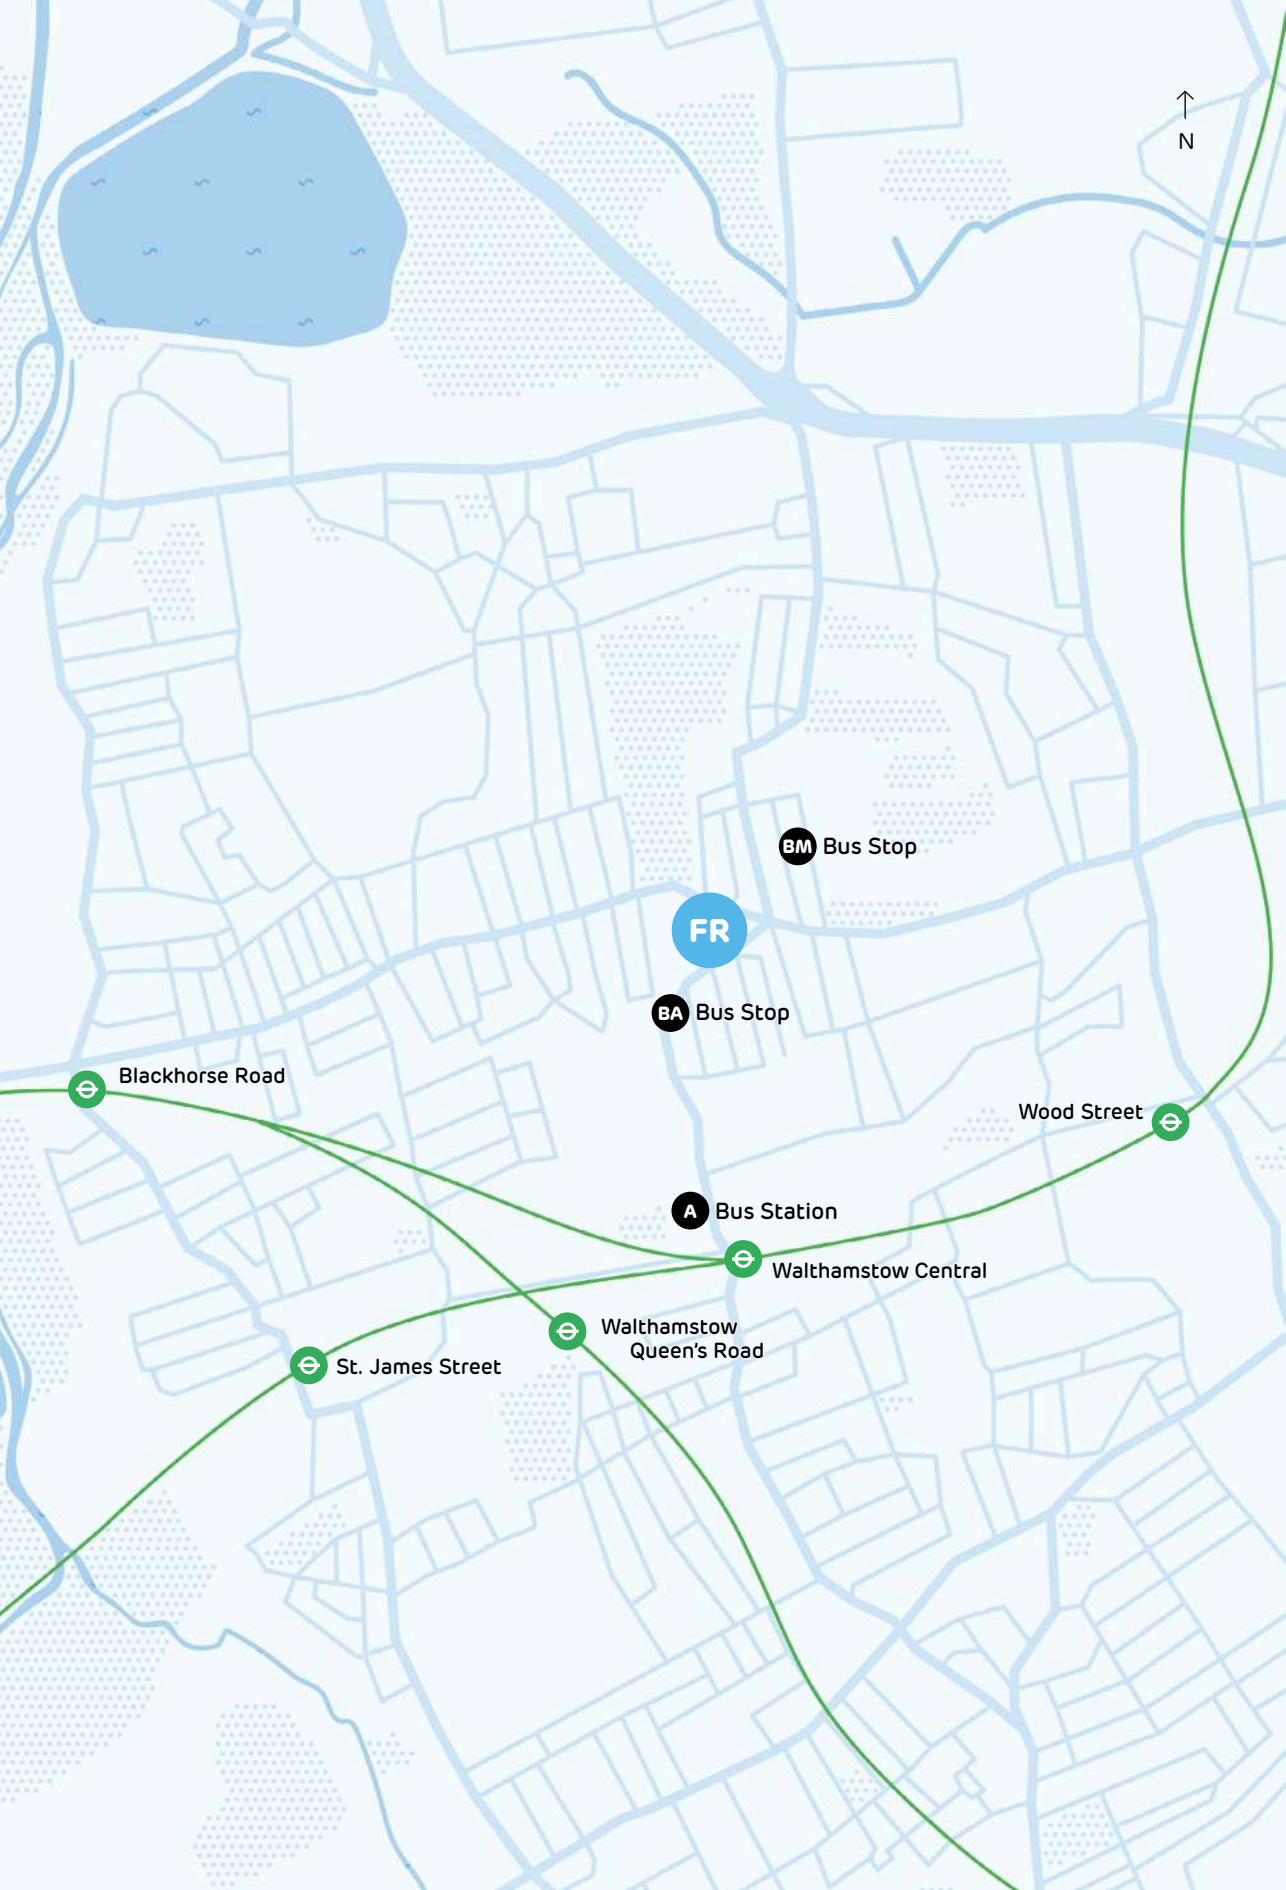 N
BM Bus Stop
FR
BA Bus Stop
Blackhorse Road
Wood Street
A Bus Station
Walthamstow Central
Walthamstow
Queen's Road
St. James Street